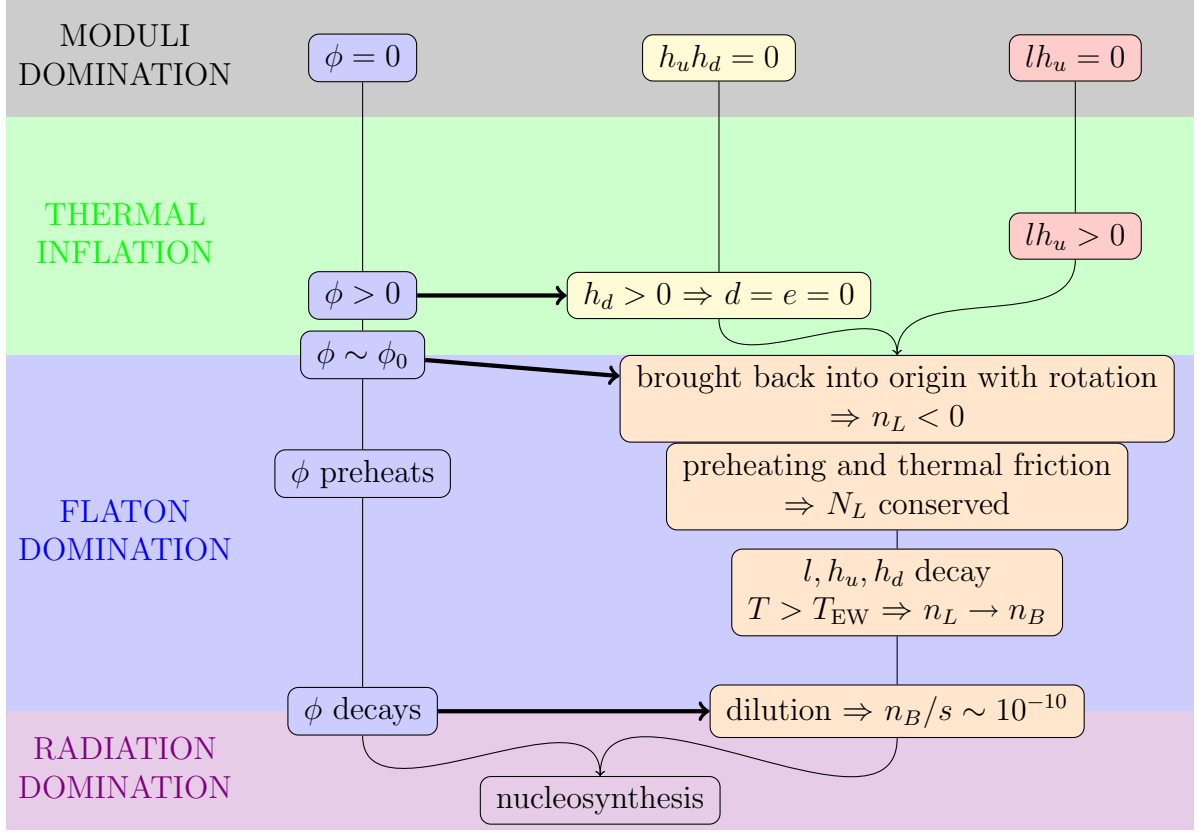 MODULI
DOMINATION
ϕ = 0
h_u h_d = 0
l h_u = 0
THERMAL
INFLATION
l h_u > 0
ϕ > 0
h_d > 0 ⇒ d = e = 0
ϕ ∼ ϕ_0
brought back into origin with rotation
⇒ n_L < 0
ϕ preheats
preheating and thermal friction
⇒ N_L conserved
FLATON
DOMINATION
l, h_u, h_d decay
T > T_EW ⇒ n_L → n_B
ϕ decays
dilution ⇒ n_B/s ∼ 10^{-10}
RADIATION
DOMINATION
nucleosynthesis